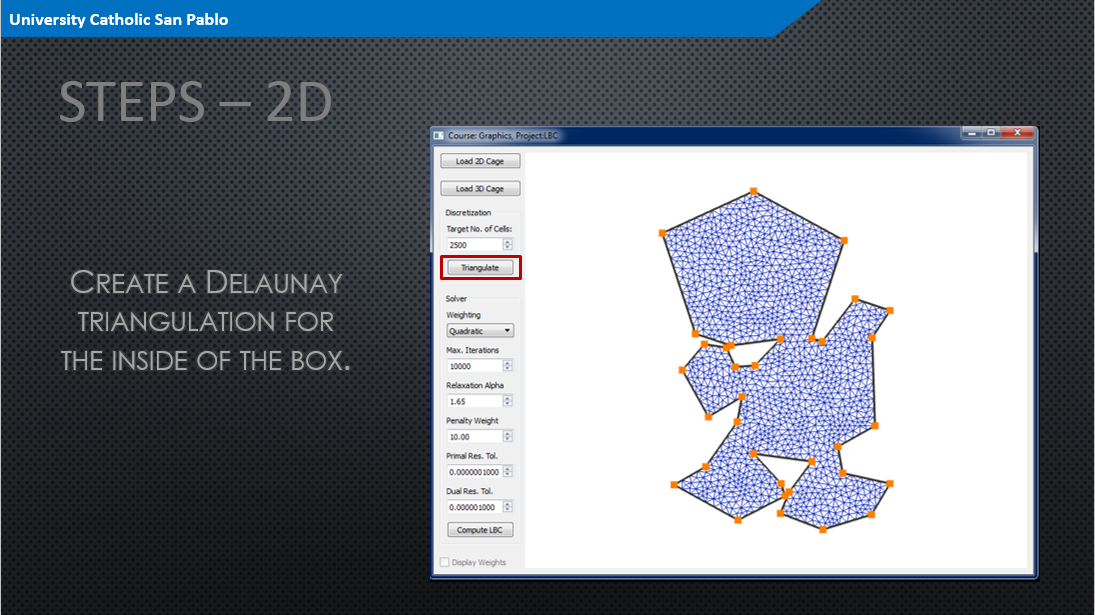 University Catholic San Pablo
STEPS – 2D
CREATE A DELAUNAY
TRIANGULATION FOR
THE INSIDE OF THE BOX.
Course: Graphics, Project:LBC
Load 2D Cage
Load 3D Cage
Discretization
Target No. of Cells:
2500
Triangulate
Solver
Weighting
Quadratic
Max. Iterations
10000
Relaxation Alpha
1.65
Penalty Weight
10.00
Primal Res. Tol.
0.0000001000
Dual Res. Tol.
0.000001000
Compute LBC
Display Weights